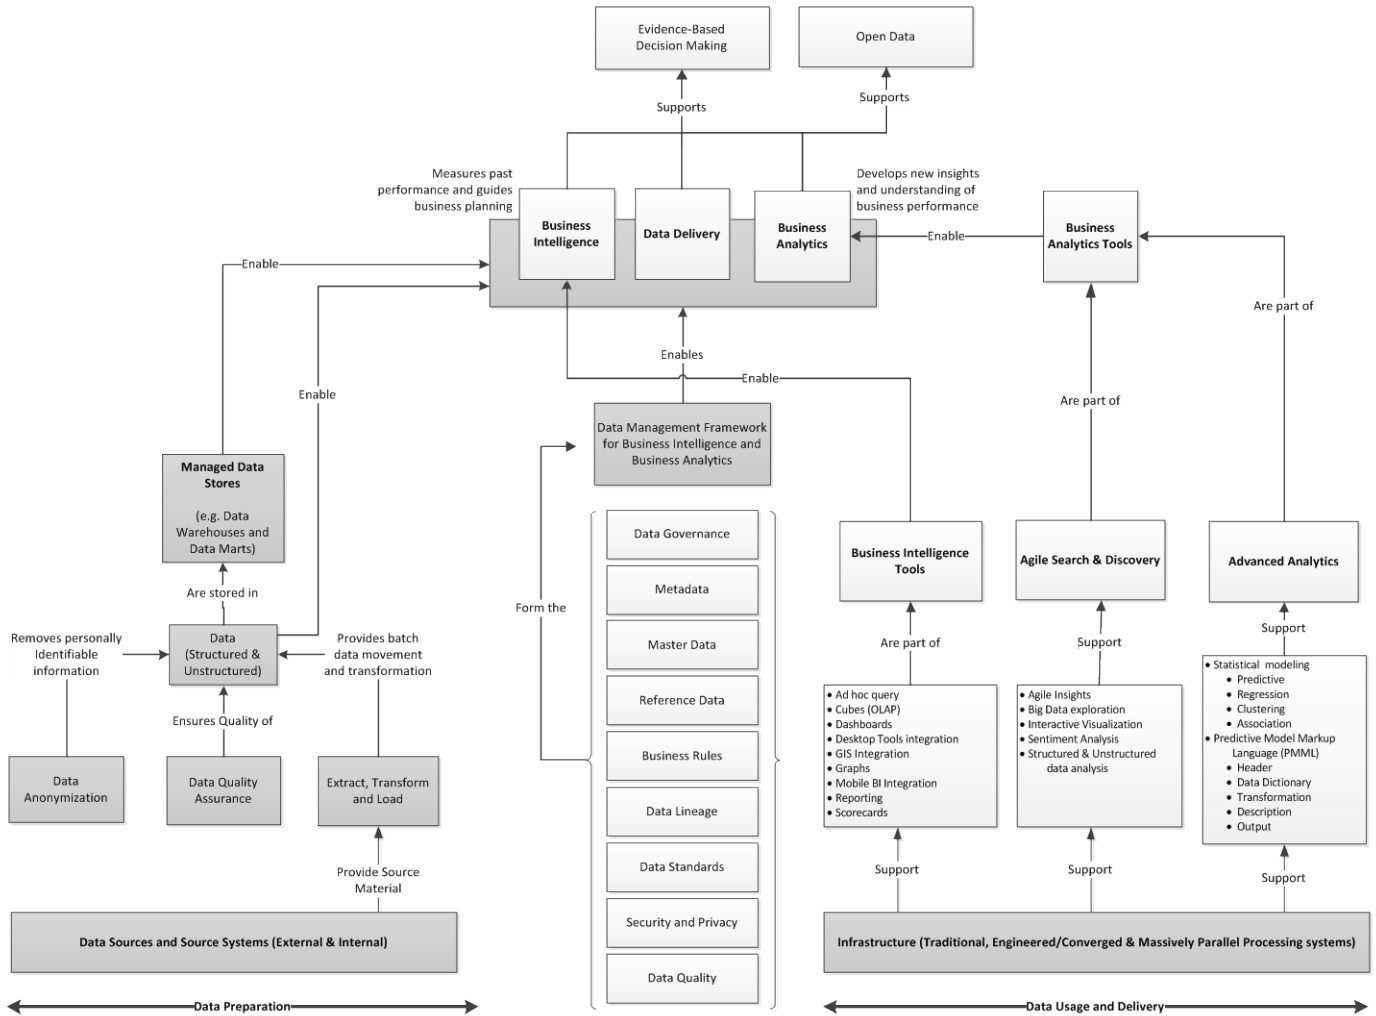 Evidence-Based
Decision Making
Open Data
Supports
Supports
Measures past
performance and guides
business planning
Develops new insights
and understanding of
business performance
Business
Intelligence
Data Delivery
Business
Analytics
Enable
Business
Analytics Tools
Enable
Are part of
Enables
Enable
Enable
Are part of
Data Management Framework
for Business Intelligence and
Business Analytics
Managed Data
Stores
(e.g. Data
Warehouses and
Data Marts)
Are stored in
Form the
Data Governance
Metadata
Master Data
Reference Data
Business Rules
Data Lineage
Data Standards
Security and Privacy
Data Quality
Business Intelligence
Tools
Agile Search & Discovery
Advanced Analytics
Removes personally
Identifiable
information
Data
(Structured &
Unstructured)
Provides batch
data movement
and transformation
Ensures Quality of
Data
Anonymization
Data Quality
Assurance
Extract, Transform
and Load
Provide Source
Material
Data Sources and Source Systems (External & Internal)
Data Preparation
Are part of
Support
Support
• Ad hoc query
• Cubes (OLAP)
• Dashboards
• Desktop Tools integration
• GIS Integration
• Graphs
• Mobile BI Integration
• Reporting
• Scorecards
• Agile Insights
• Big Data exploration
• Interactive Visualization
• Sentiment Analysis
• Structured & Unstructured
data analysis
• Statistical modeling
• Predictive
• Regression
• Clustering
• Association
• Predictive Model Markup
Language (PMML)
• Header
• Data Dictionary
• Transformation
• Description
• Output
Support
Support
Support
Infrastructure (Traditional, Engineered/Converged & Massively Parallel Processing systems)
Data Usage and Delivery